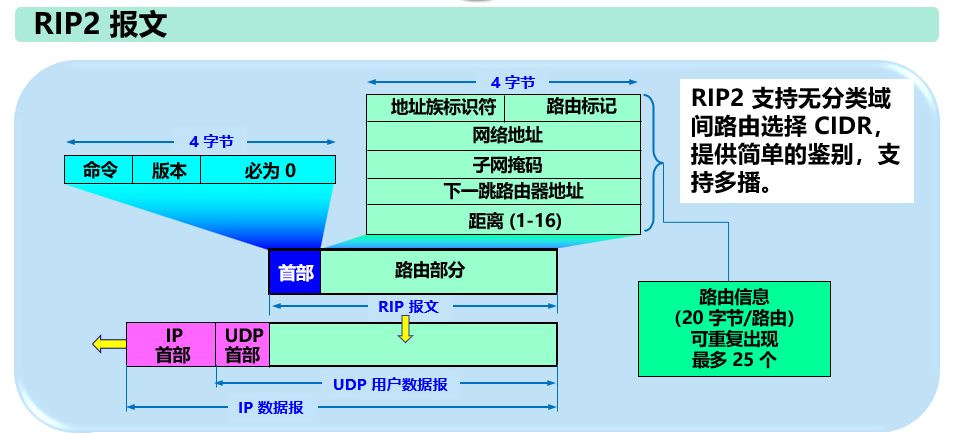 RIP2 报文
4 字节
地址族标识符 路由标记
网络地址
子网掩码
下一跳路由器地址
距离 (1-16)
RIP2 支持无分类域
间路由选择 CIDR，
提供简单的鉴别，支
持多播。
4 字节
命令 版本 必为 0
首部 路由部分
RIP 报文
IP
首部
UDP
首部
UDP 用户数据报
IP 数据报
路由信息
（20 字节/路由）
可重复出现
最多 25 个